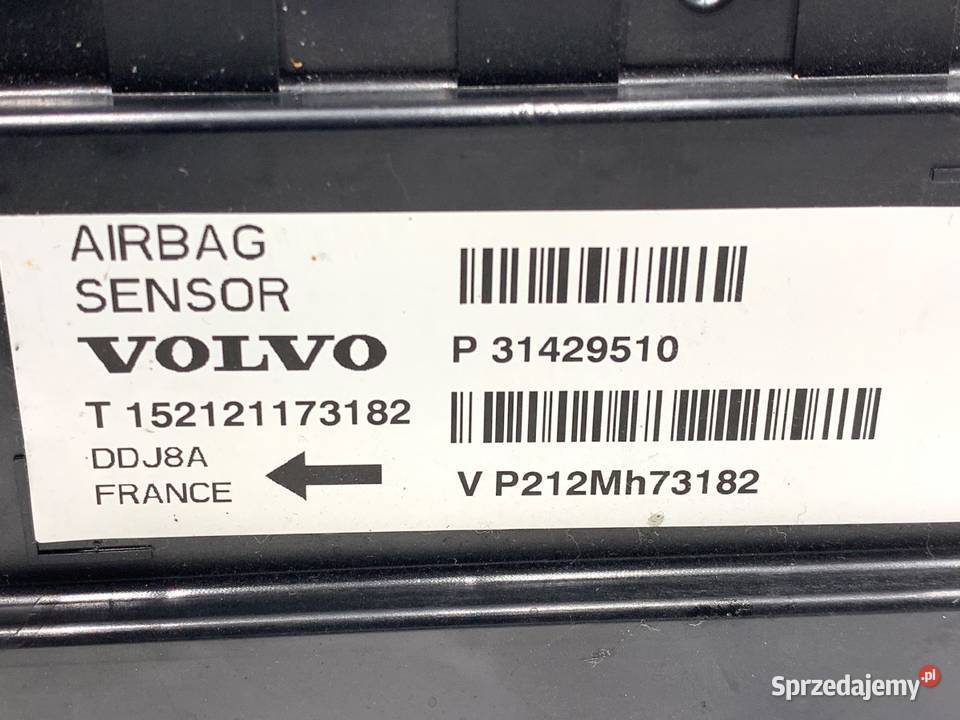 AIRBAG
SENSOR
VOLVO
P 31429510
T 152121173182
DDJ8A
FRANCE
V P212Mh73182
Sprzedajemy.pl